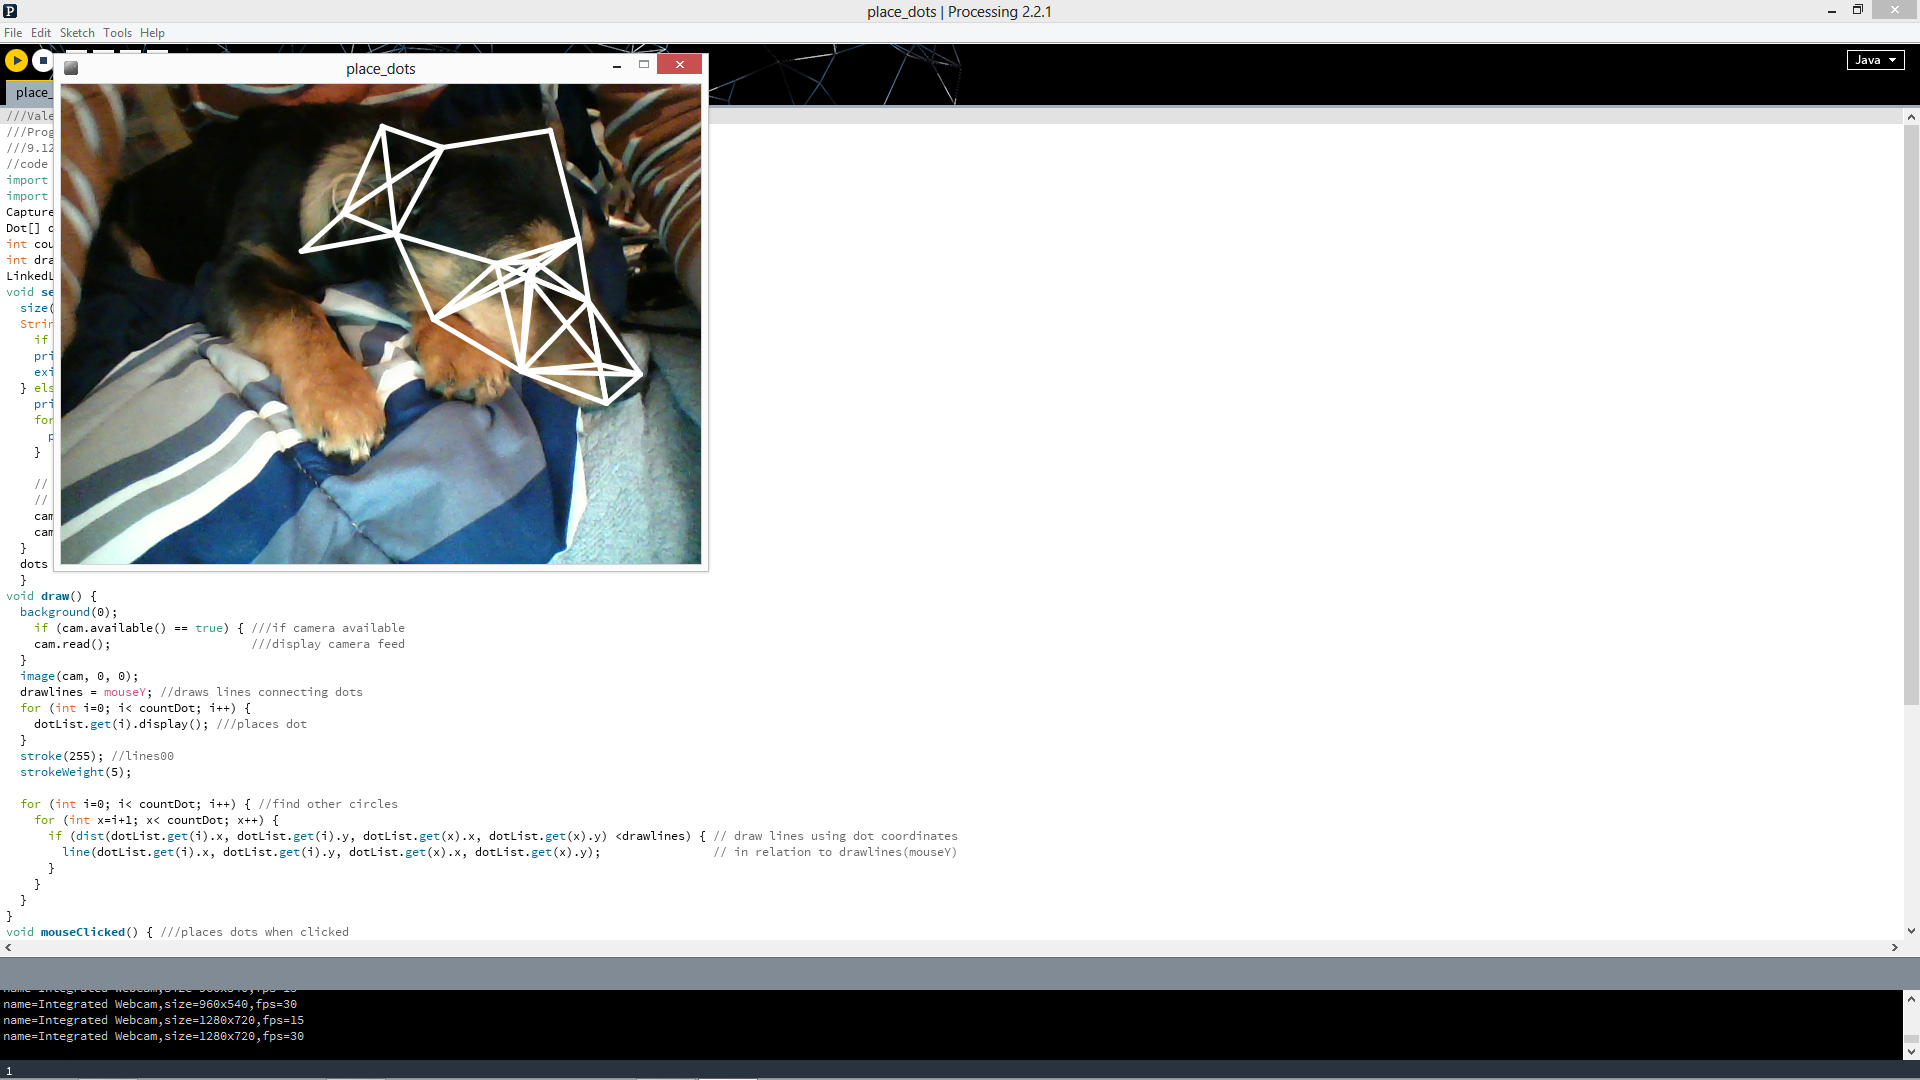 place_dots | Processing 2.2.1
File Edit Sketch Tools Help
Java
place_dots
place_
///Vale
///Prog
///9.12
//code
import
import
Capture
Dot[]
int cou
int dra
LinkedL
void se
size(
Strin
if
pri
exi
} els
pri
for
p
}
//
//
cam
cam
}
dots
}
void draw() {
background(0);
if (cam.available() == true) { ///if camera available
cam.read(); ///display camera feed
}
image(cam, 0, 0);
drawlines = mouseY; //draws lines connecting dots
for (int i=0; i< countDot; i++) {
dotList.get(i).display(); ///places dot
}
stroke(255); //lines00
strokeWeight(5);
for (int i=0; i< countDot; i++) { //find other circles
for (int x=i+1; x< countDot; x++) {
if (dist(dotList.get(i).x, dotList.get(i).y, dotList.get(x).x, dotList.get(x).y) <drawlines) { // draw lines using dot coordinates
line(dotList.get(i).x, dotList.get(i).y, dotList.get(x).x, dotList.get(x).y); // in relation to drawlines(mouseY)
}
}
}
}
void mouseClicked() { ///places dots when clicked
name=Integrated Webcam,size=960x540,fps=15
name=Integrated Webcam,size=960x540,fps=30
name=Integrated Webcam,size=1280x720,fps=15
name=Integrated Webcam,size=1280x720,fps=30
1